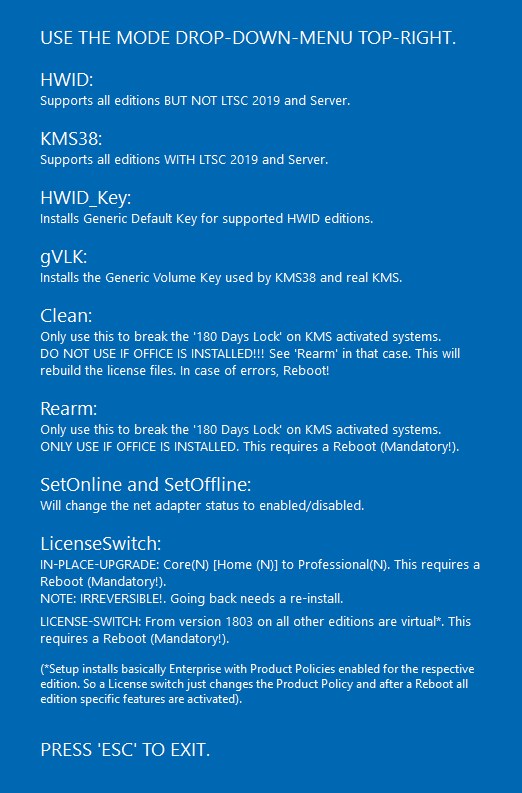 USE THE MODE DROP-DOWN-MENU TOP-RIGHT.
HWID:
Supports all editions BUT NOT LTSC 2019 and Server.
KMS38:
Supports all editions WITH LTSC 2019 and Server.
HWID_Key:
Installs Generic Default Key for supported HWID editions.
gVLK:
Installs the Generic Volume Key used by KMS38 and real KMS.
Clean:
Only use this to break the '180 Days Lock' on KMS activated systems.
DO NOT USE IF OFFICE IS INSTALLED!!! See 'Rearm' in that case. This will
rebuild the license files. In case of errors, Reboot!
Rearm:
Only use this to break the '180 Days Lock' on KMS activated systems.
ONLY USE IF OFFICE IS INSTALLED. This requires a Reboot (Mandatory!).
SetOnline and SetOffline:
Will change the net adapter status to enabled/disabled.
LicenseSwitch:
IN-PLACE-UPGRADE: Core(N) [Home (N)] to Professional(N). This requires a
Reboot (Mandatory!).
NOTE: IRREVERSIBLE!. Going back needs a re-install.
LICENSE-SWITCH: From version 1803 on all other editions are virtual*. This
requires a Reboot (Mandatory!).
(*Setup installs basically Enterprise with Product Policies enabled for the respective
edition. So a License switch just changes the Product Policy and after a Reboot all
edition specific features are activated).
PRESS 'ESC' TO EXIT.